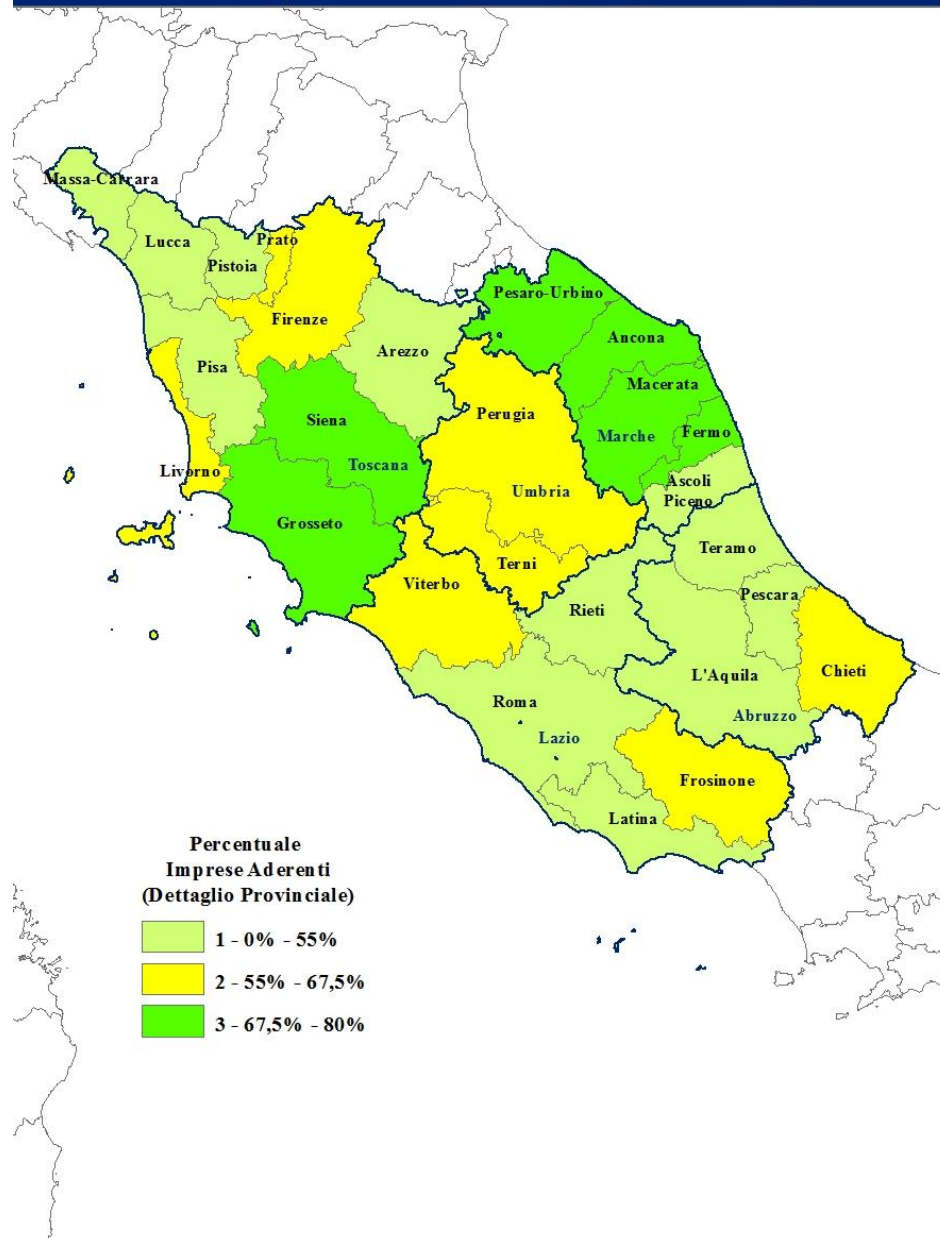 Massa-Carrara
Lucca
Prato
Pistoia
Firenze
Pesaro-Urbino
Ancona
Arezzo
Pisa
Macerata
Perugia
Siena
Marche
Fermo
Toscana
Livorno
Ascoli
Piceno
Umbria
Grosseto
Teramo
Terni
Viterbo
Pescara
Rieti
L'Aquila
Chieti
Roma
Abruzzo
Lazio
Frosinone
Latina
Percentuale
Imprese Aderenti
(Dettaglio Provinciale)
1 - 0% - 55%
2 - 55% - 67,5%
3 - 67,5% - 80%